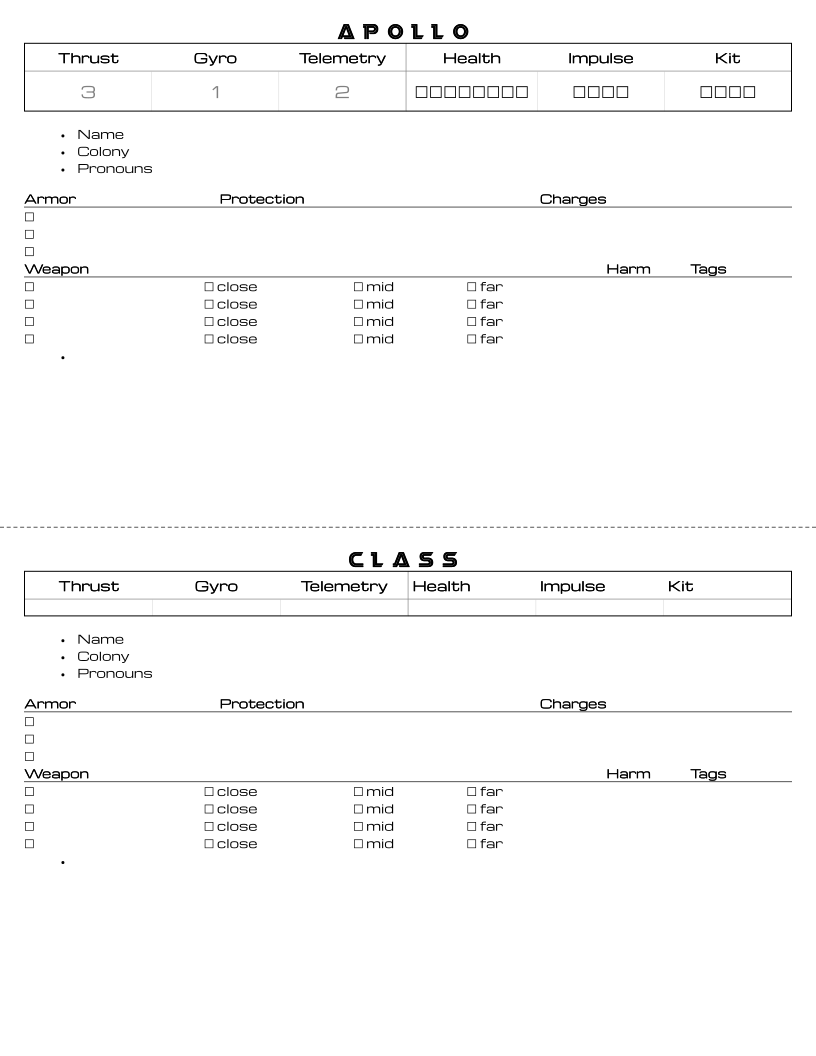 APOLLO
Thrust Gyro Telemetry Health Impulse Kit
3 1 2 □□□□□□□□ □□□□ □□□□
• Name
• Colony
• Pronouns
Armor Protection Charges
□
□
□
Weapon Harm Tags
□ □ close □ mid □ far
□ □ close □ mid □ far
□ □ close □ mid □ far
□ □ close □ mid □ far
•
CLASS
Thrust Gyro Telemetry Health Impulse Kit
• Name
• Colony
• Pronouns
Armor Protection Charges
□
□
□
Weapon Harm Tags
□ □ close □ mid □ far
□ □ close □ mid □ far
□ □ close □ mid □ far
□ □ close □ mid □ far
•